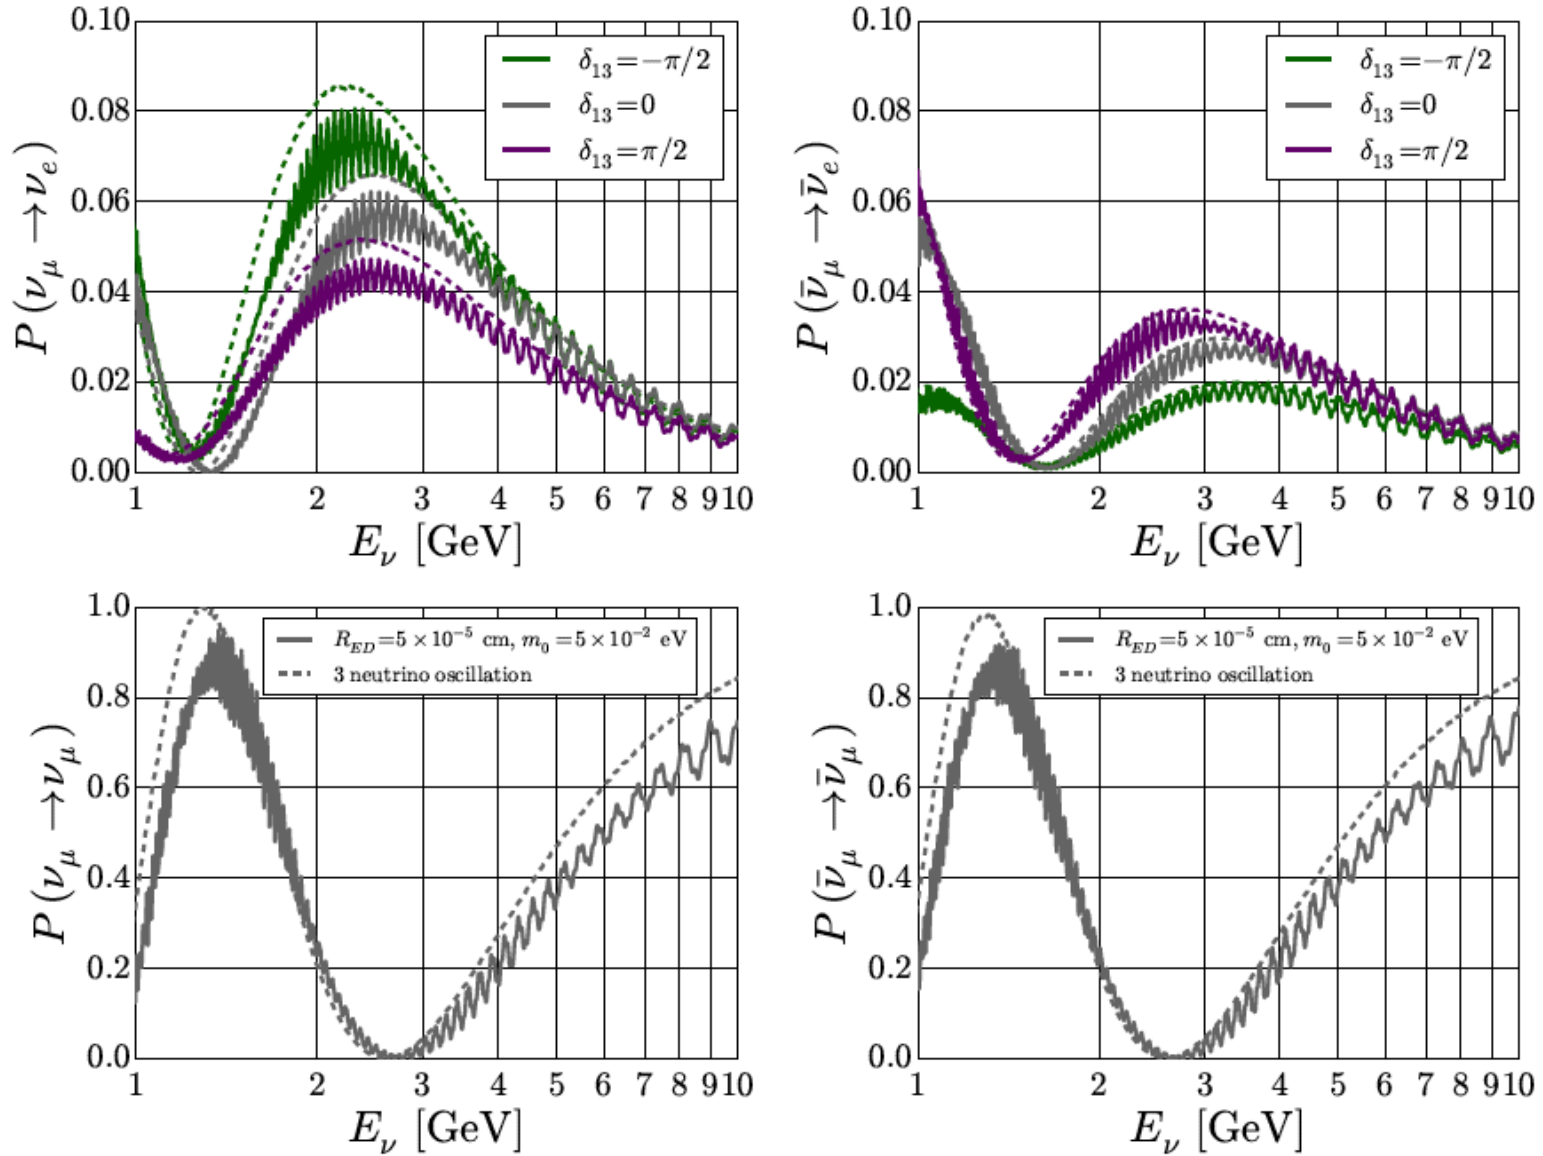 P(ν_μ→ν_e)
0.10
0.08
0.06
0.04
0.02
0.00
δ₁₃=−π/2
δ₁₃=0
δ₁₃=π/2
1 2 3 4 5 6 7 8 9 10
E_ν [GeV]
P(ν̄_μ→ν̄_e)
0.10
0.08
0.06
0.04
0.02
0.00
δ₁₃=−π/2
δ₁₃=0
δ₁₃=π/2
1 2 3 4 5 6 7 8 9 10
E_ν [GeV]
P(ν_μ→ν_μ)
1.0
0.8
0.6
0.4
0.2
0.0
R_ED=5×10⁻⁵ cm, m₀=5×10⁻² eV
3 neutrino oscillation
1 2 3 4 5 6 7 8 9 10
E_ν [GeV]
P(ν̄_μ→ν̄_μ)
1.0
0.8
0.6
0.4
0.2
0.0
R_ED=5×10⁻⁵ cm, m₀=5×10⁻² eV
3 neutrino oscillation
1 2 3 4 5 6 7 8 9 10
E_ν [GeV]